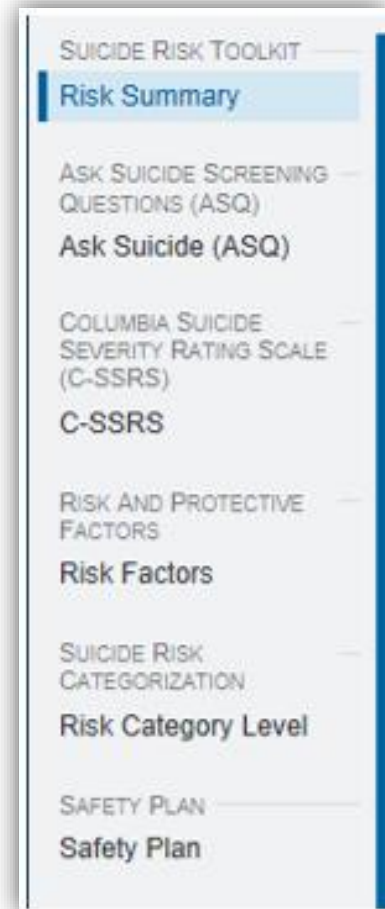 SUICIDE RISK TOOLKIT
Risk Summary
ASK SUICIDE SCREENING
QUESTIONS (ASQ)
Ask Suicide (ASQ)
COLUMBIA SUICIDE
SEVERITY RATING SCALE
(C-SSRS)
C-SSRS
RISK AND PROTECTIVE
FACTORS
Risk Factors
SUICIDE RISK
CATEGORIZATION
Risk Category Level
SAFETY PLAN
Safety Plan